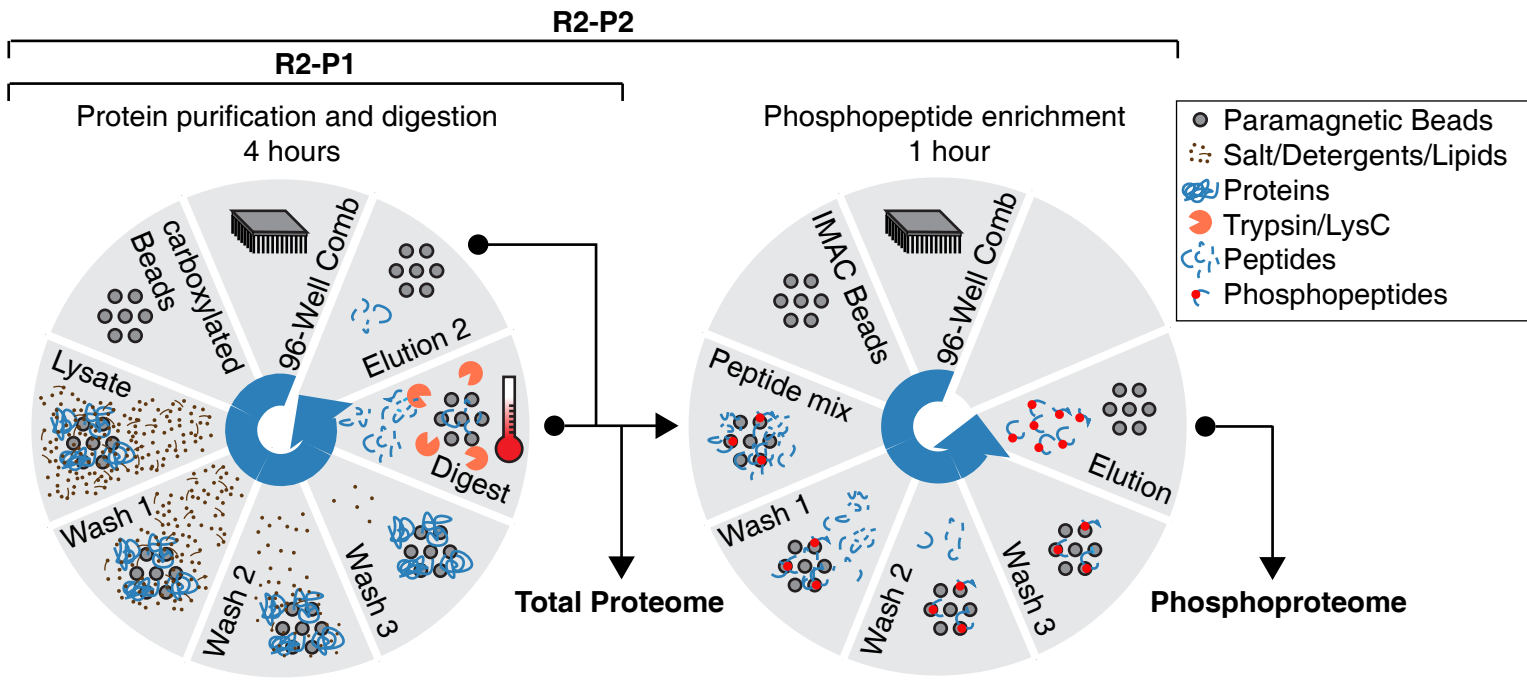 R2-P2
R2-P1
Protein purification and digestion
4 hours
Phosphopeptide enrichment
1 hour
Paramagnetic Beads
Salt/Detergents/Lipids
Proteins
Trypsin/LysC
Peptides
Phosphopeptides
carboxylated
Beads
96-Well Comb
Elution 2
Lysate
Digest
Wash 1
Wash 2
Wash 3
Total Proteome
IMAC Beads
96-Well Comb
Peptide mix
Elution
Wash 1
Wash 2
Wash 3
Phosphoproteome